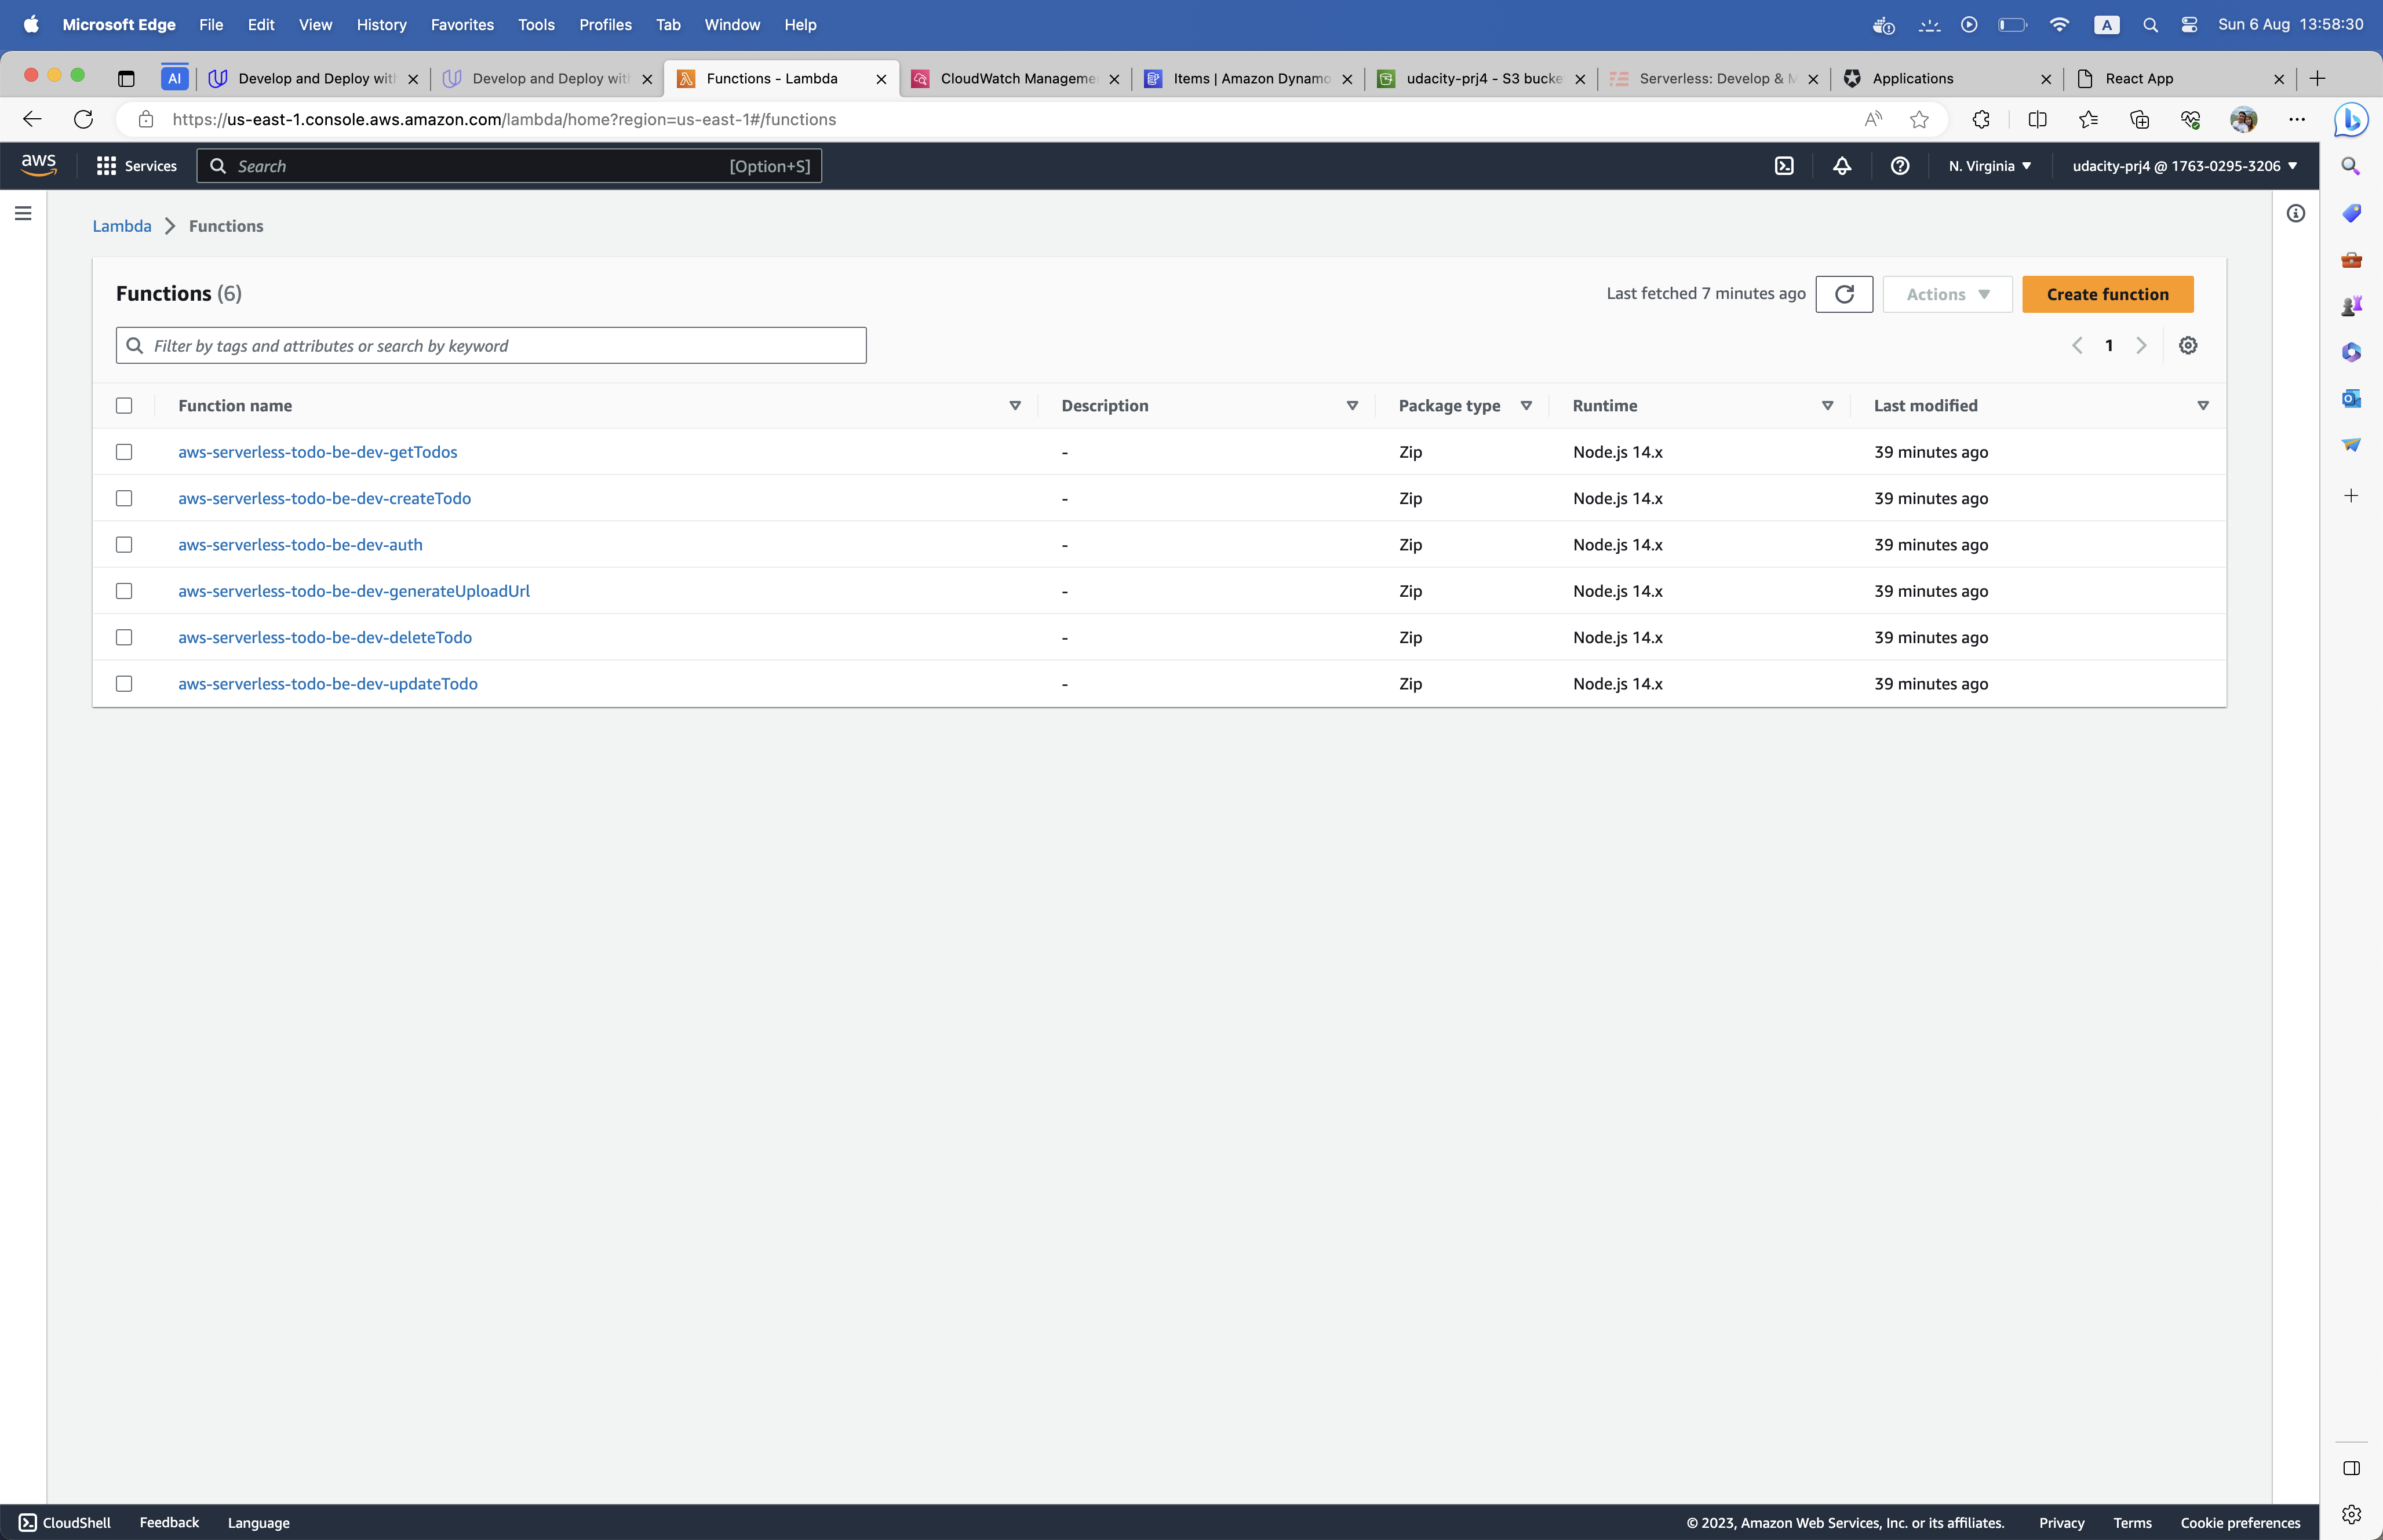 Microsoft Edge File Edit View History Favorites Tools Profiles Tab Window Help A Sun 6 Aug 13:58:30
AI Develop and Deploy with Develop and Deploy with Functions - Lambda CloudWatch Manageme Items | Amazon Dynamo udacity-prj4 - S3 bucke Serverless: Develop & M Applications React App
https://us-east-1.console.aws.amazon.com/lambda/home?region=us-east-1#/functions
aws Services Search [Option+S] N. Virginia udacity-prj4 @ 1763-0295-3206
Lambda Functions
Functions (6) Last fetched 7 minutes ago Actions Create function
Filter by tags and attributes or search by keyword 1
Function name Description Package type Runtime Last modified
aws-serverless-todo-be-dev-getTodos - Zip Node.js 14.x 39 minutes ago
aws-serverless-todo-be-dev-createTodo - Zip Node.js 14.x 39 minutes ago
aws-serverless-todo-be-dev-auth - Zip Node.js 14.x 39 minutes ago
aws-serverless-todo-be-dev-generateUploadUrl - Zip Node.js 14.x 39 minutes ago
aws-serverless-todo-be-dev-deleteTodo - Zip Node.js 14.x 39 minutes ago
aws-serverless-todo-be-dev-updateTodo - Zip Node.js 14.x 39 minutes ago
CloudShell Feedback Language © 2023, Amazon Web Services, Inc. or its affiliates. Privacy Terms Cookie preferences